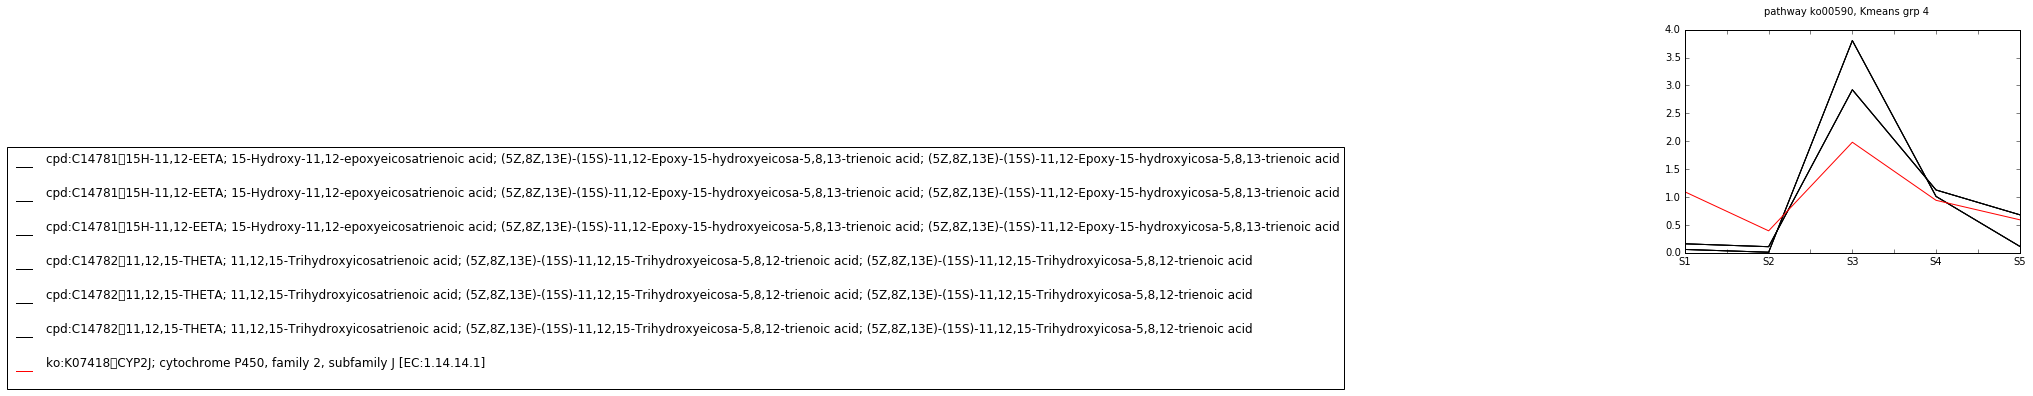 pathway ko00590, Kmeans grp 4
4.0
3.5
3.0
2.5
2.0
1.5
1.0
0.5
0.0
S1 S2 S3 S4 S5
cpd:C14781▯15H-11,12-EETA; 15-Hydroxy-11,12-epoxyeicosatrienoic acid; (5Z,8Z,13E)-(15S)-11,12-Epoxy-15-hydroxyeicosa-5,8,13-trienoic acid; (5Z,8Z,13E)-(15S)-11,12-Epoxy-15-hydroxyicosa-5,8,13-trienoic acid
cpd:C14781▯15H-11,12-EETA; 15-Hydroxy-11,12-epoxyeicosatrienoic acid; (5Z,8Z,13E)-(15S)-11,12-Epoxy-15-hydroxyeicosa-5,8,13-trienoic acid; (5Z,8Z,13E)-(15S)-11,12-Epoxy-15-hydroxyicosa-5,8,13-trienoic acid
cpd:C14781▯15H-11,12-EETA; 15-Hydroxy-11,12-epoxyeicosatrienoic acid; (5Z,8Z,13E)-(15S)-11,12-Epoxy-15-hydroxyeicosa-5,8,13-trienoic acid; (5Z,8Z,13E)-(15S)-11,12-Epoxy-15-hydroxyicosa-5,8,13-trienoic acid
cpd:C14782▯11,12,15-THETA; 11,12,15-Trihydroxyicosatrienoic acid; (5Z,8Z,13E)-(15S)-11,12,15-Trihydroxyeicosa-5,8,12-trienoic acid; (5Z,8Z,13E)-(15S)-11,12,15-Trihydroxyicosa-5,8,12-trienoic acid
cpd:C14782▯11,12,15-THETA; 11,12,15-Trihydroxyicosatrienoic acid; (5Z,8Z,13E)-(15S)-11,12,15-Trihydroxyeicosa-5,8,12-trienoic acid; (5Z,8Z,13E)-(15S)-11,12,15-Trihydroxyicosa-5,8,12-trienoic acid
cpd:C14782▯11,12,15-THETA; 11,12,15-Trihydroxyicosatrienoic acid; (5Z,8Z,13E)-(15S)-11,12,15-Trihydroxyeicosa-5,8,12-trienoic acid; (5Z,8Z,13E)-(15S)-11,12,15-Trihydroxyicosa-5,8,12-trienoic acid
ko:K07418▯CYP2J; cytochrome P450, family 2, subfamily J [EC:1.14.14.1]